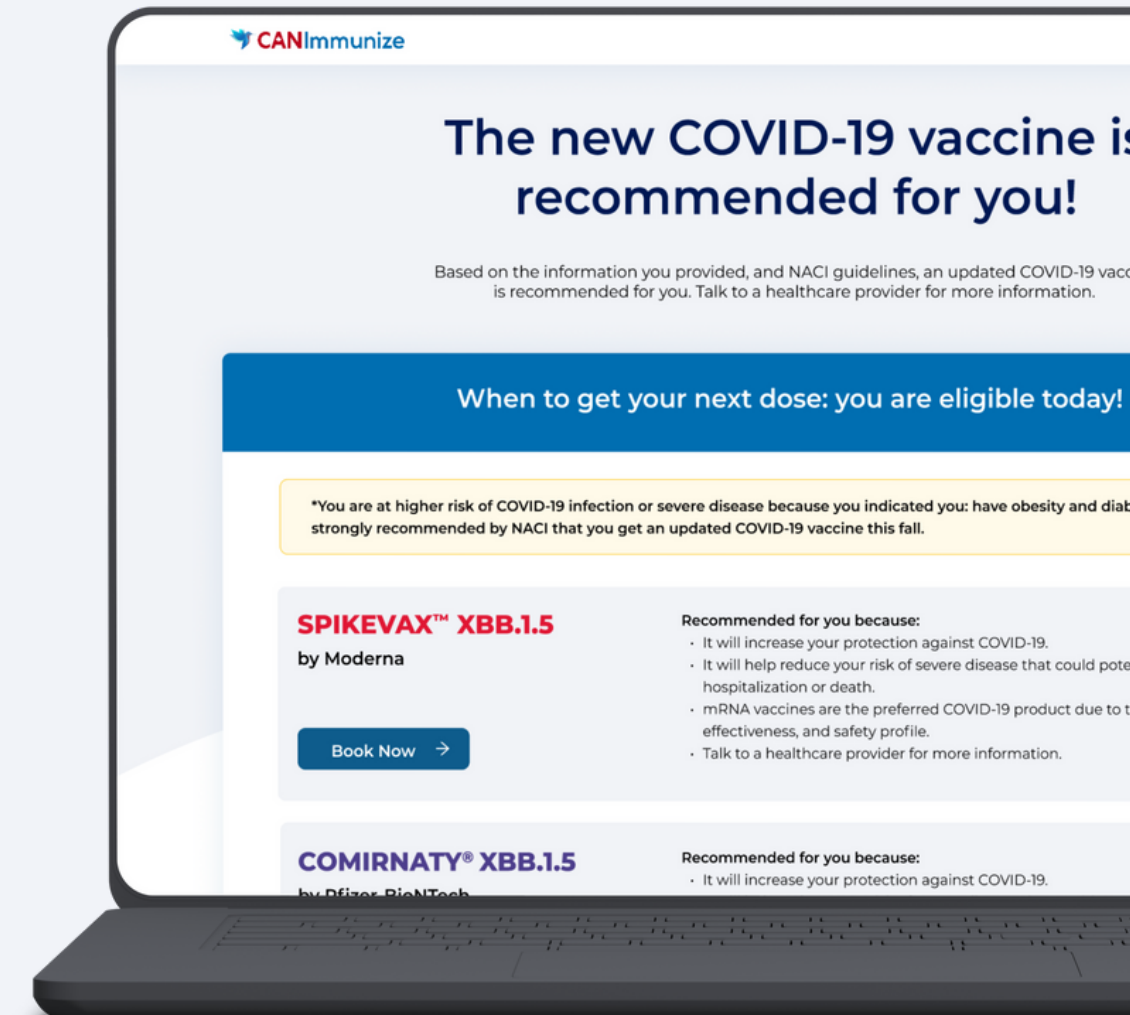 CANImmunize
The new COVID-19 vaccine is
recommended for you!
Based on the information you provided, and NACI guidelines, an updated COVID-19
is recommended for you. Talk to a healthcare provider for more information.
When to get your next dose: you are eligible today!
*You are at higher risk of COVID-19 infection or severe disease because you indicated you: have obesity and
strongly recommended by NACI that you get an updated COVID-19 vaccine this fall.
SPIKEVAX™ XBB.1.5
by Moderna
Book Now →
Recommended for you because:
· It will increase your protection against COVID-19.
· It will help reduce your risk of severe disease that could
hospitalization or death.
· mRNA vaccines are the preferred COVID-19 product due to
effectiveness, and safety profile.
· Talk to a healthcare provider for more information.
COMIRNATY® XBB.1.5
by Pfizer-BioNTech
Recommended for you because:
· It will increase your protection against COVID-19.